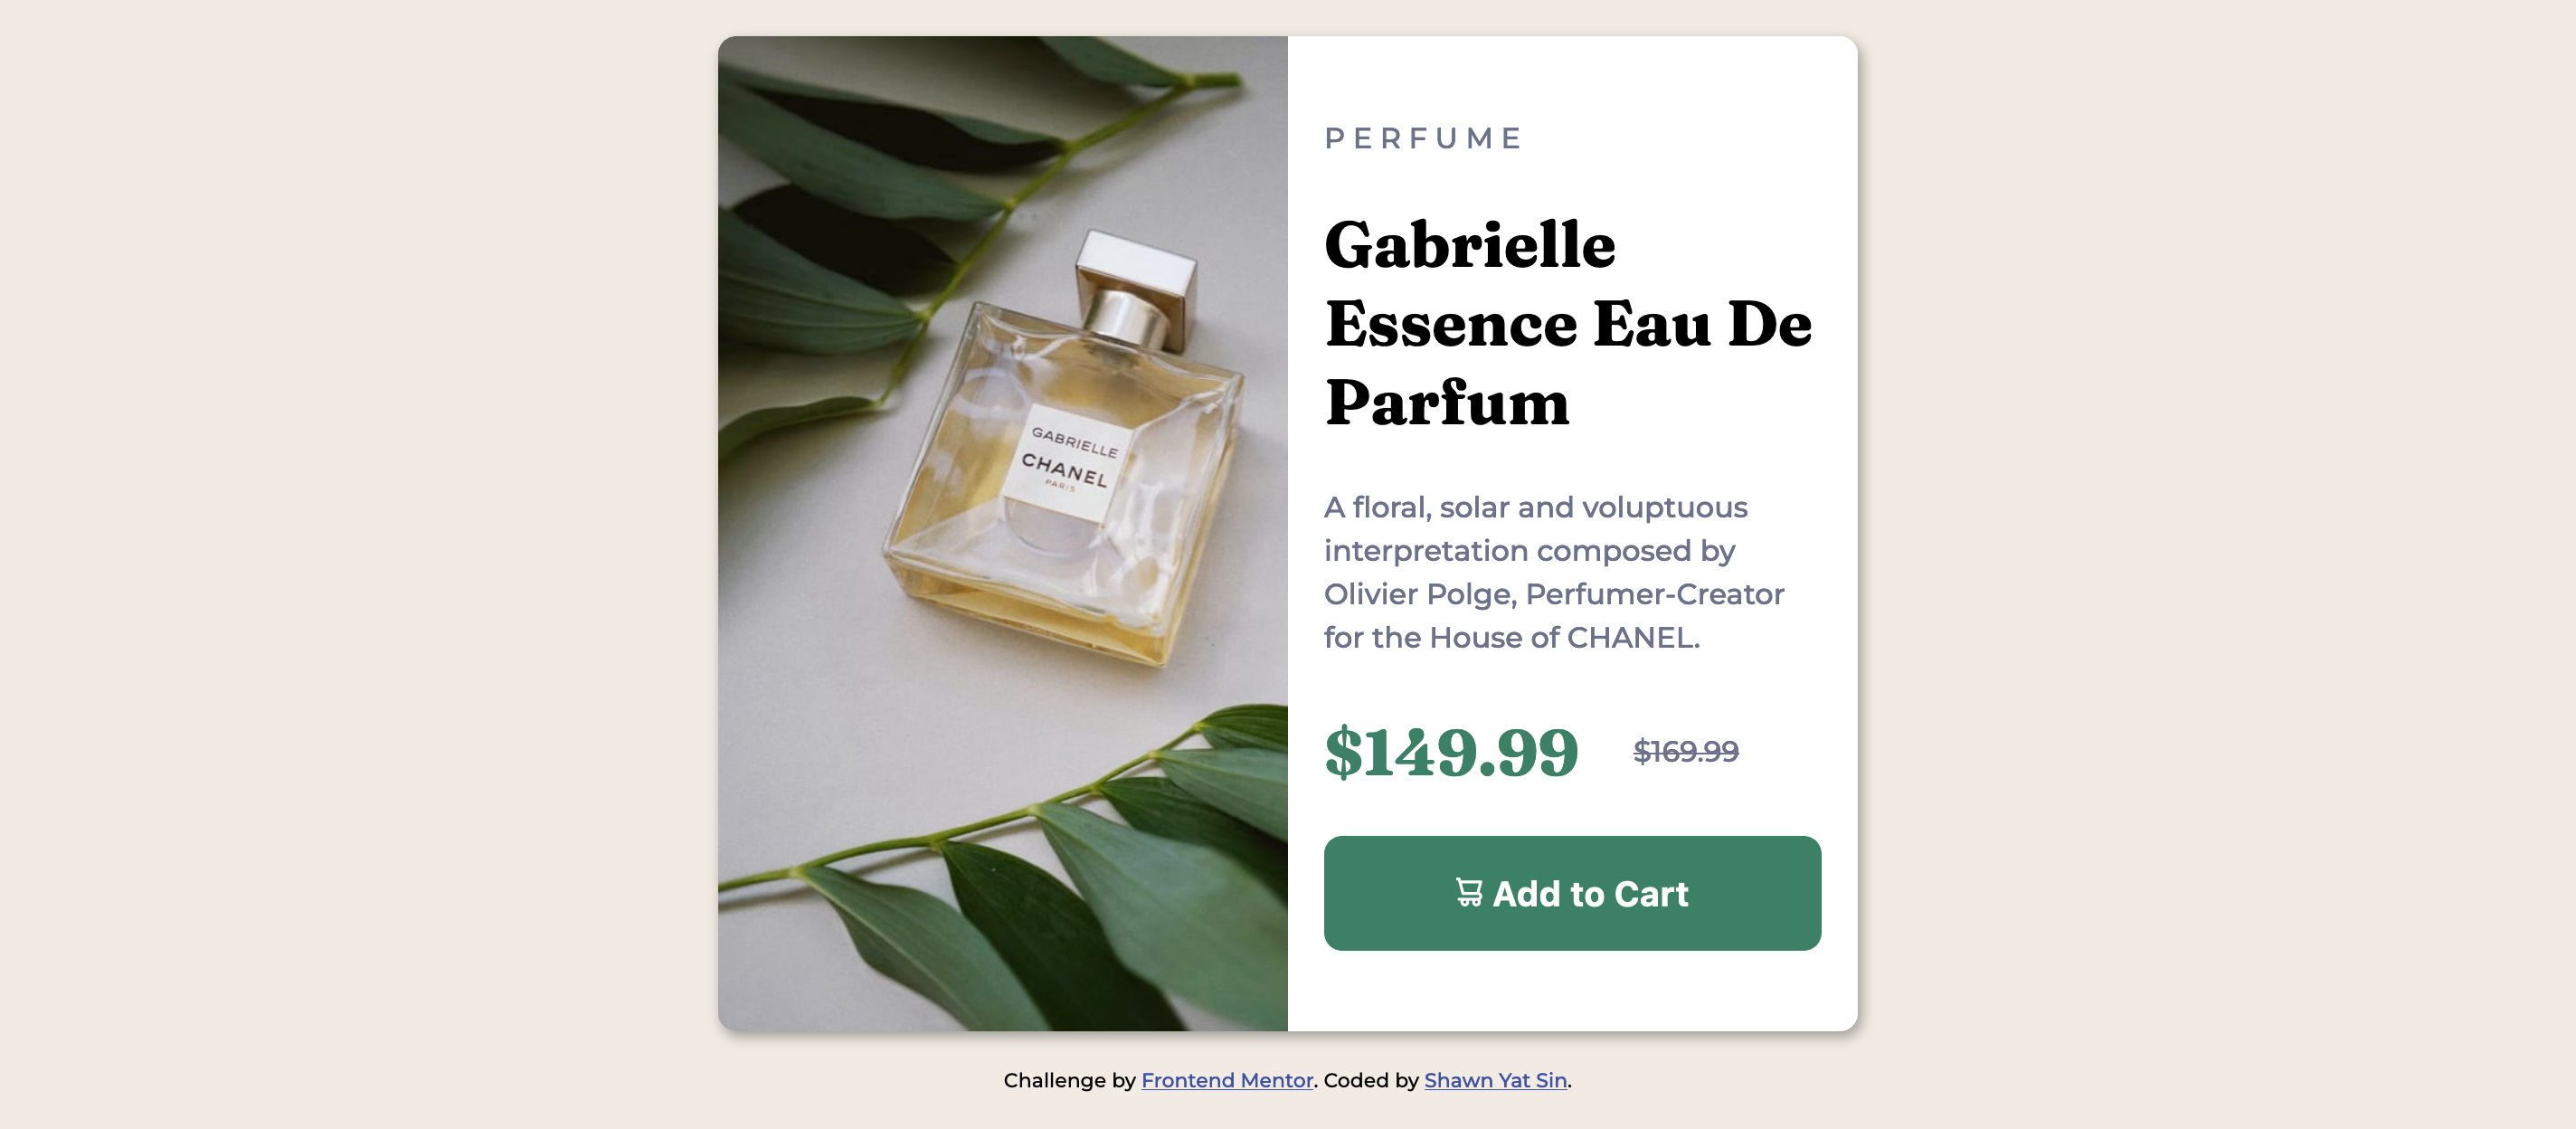 GABRIELLE
CHANEL
PARIS
PERFUME
Gabrielle
Essence Eau De
Parfum
A floral, solar and voluptuous
interpretation composed by
Olivier Polge, Perfumer-Creator
for the House of CHANEL.
$149.99 $169.99
Add to Cart
Challenge by Frontend Mentor. Coded by Shawn Yat Sin.